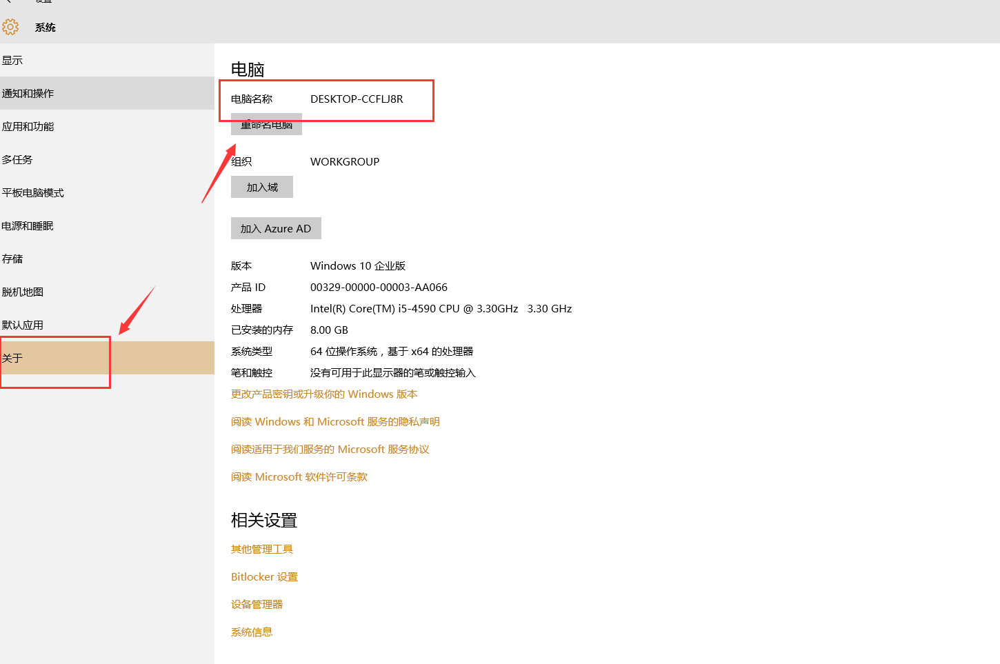 设置
系统
显示
通知和操作
应用和功能
多任务
平板电脑模式
电源和睡眠
存储
脱机地图
默认应用
关于
电脑
电脑名称 DESKTOP-CCFLJ8R
重命名电脑
组织 WORKGROUP
加入域
加入 Azure AD
版本 Windows 10 企业版
产品 ID 00329-00000-00003-AA066
处理器 Intel(R) Core(TM) i5-4590 CPU @ 3.30GHz 3.30 GHz
已安装的内存 8.00 GB
系统类型 64 位操作系统，基于 x64 的处理器
笔和触控 没有可用于此显示器的笔或触控输入
更改产品密钥或升级你的 Windows 版本
阅读 Windows 和 Microsoft 服务的隐私声明
阅读适用于我们服务的 Microsoft 服务协议
阅读 Microsoft 软件许可条款
相关设置
其他管理工具
Bitlocker 设置
设备管理器
系统信息